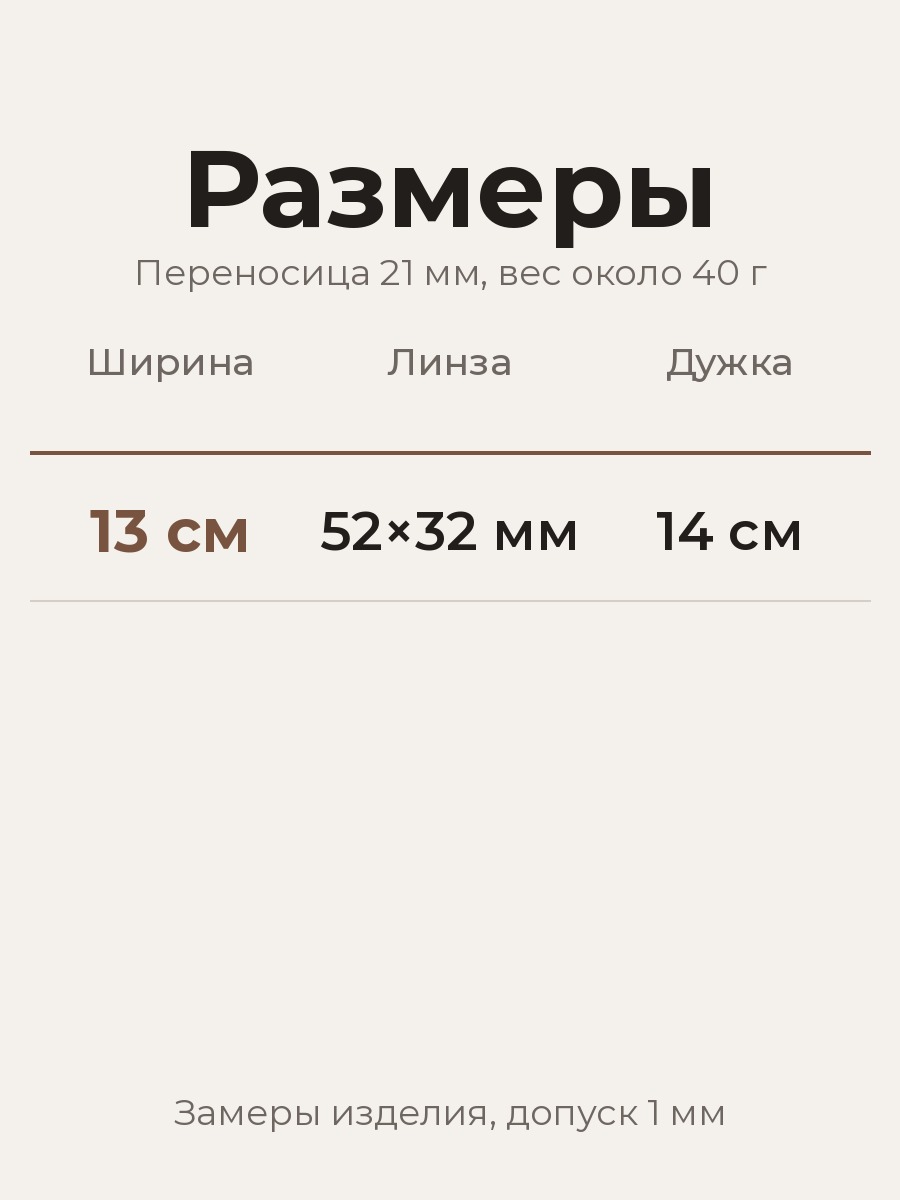 Размеры
Переносица 21 мм, вес около 40 г
Ширина Линза Дужка
13 см 52×32 мм 14 см
Замеры изделия, допуск 1 мм